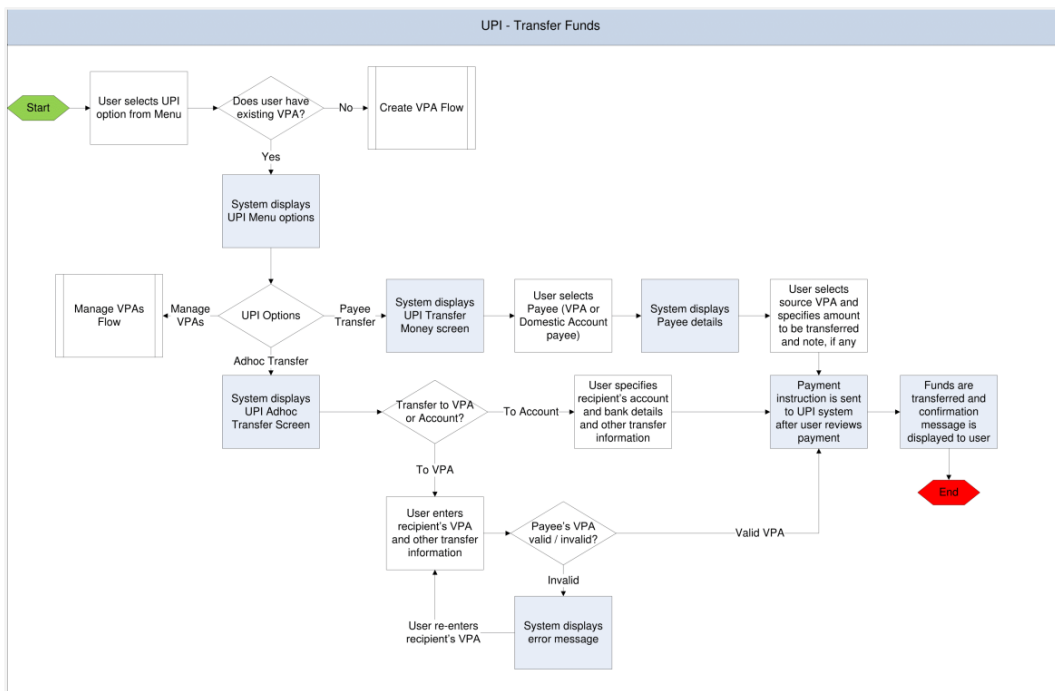 UPI - Transfer Funds
Start
User selects UPI
option from Menu
Does user have
existing VPA?
No
Create VPA Flow
Yes
System displays
UPI Menu options
Manage VPAs
Flow
Manage
VPAs
UPI Options
Payee
Transfer
System displays
UPI Transfer
Money screen
User selects
Payee (VPA or
Domestic Account
payee)
System displays
Payee details
User selects
source VPA and
specifies amount
to be transferred
and note, if any
Adhoc Transfer
System displays
UPI Adhoc
Transfer Screen
Transfer to VPA
or Account?
To Account
User specifies
recipient's account
and bank details
and other transfer
information
Payment
instruction is sent
to UPI system
after user reviews
payment
Funds are
transferred and
confirmation
message is
displayed to user
To VPA
End
User enters
recipient's VPA
and other transfer
information
Payee's VPA
valid / invalid?
Valid VPA
Invalid
User re-enters
recipient's VPA
System displays
error message